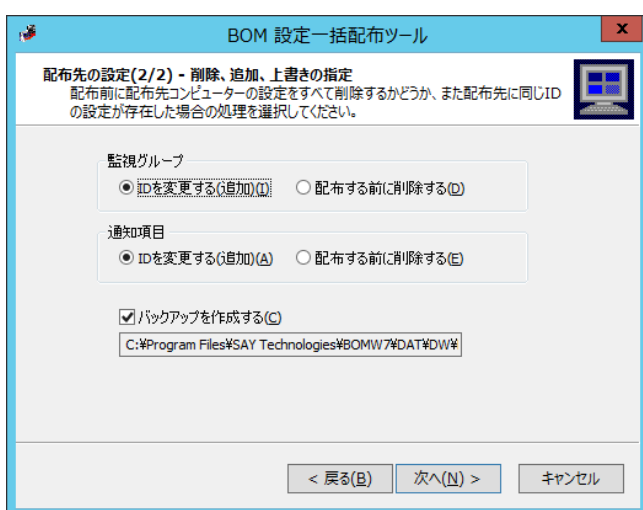 BOM 設定一括配布ツール
x
配布先の設定(2/2) - 削除、追加、上書きの指定
配布前に配布先コンピューターの設定をすべて削除するかどうか、また配布先に同じID
の設定が存在した場合の処理を選択してください。
監視グループ
IDを変更する(追加)(I) 配布する前に削除する(D)
通知項目
IDを変更する(追加)(A) 配布する前に削除する(E)
バックアップを作成する(C)
C:¥Program Files¥SAY Technologies¥BOMW7¥DAT¥DW¥
< 戻る(B) 次へ(N) > キャンセル